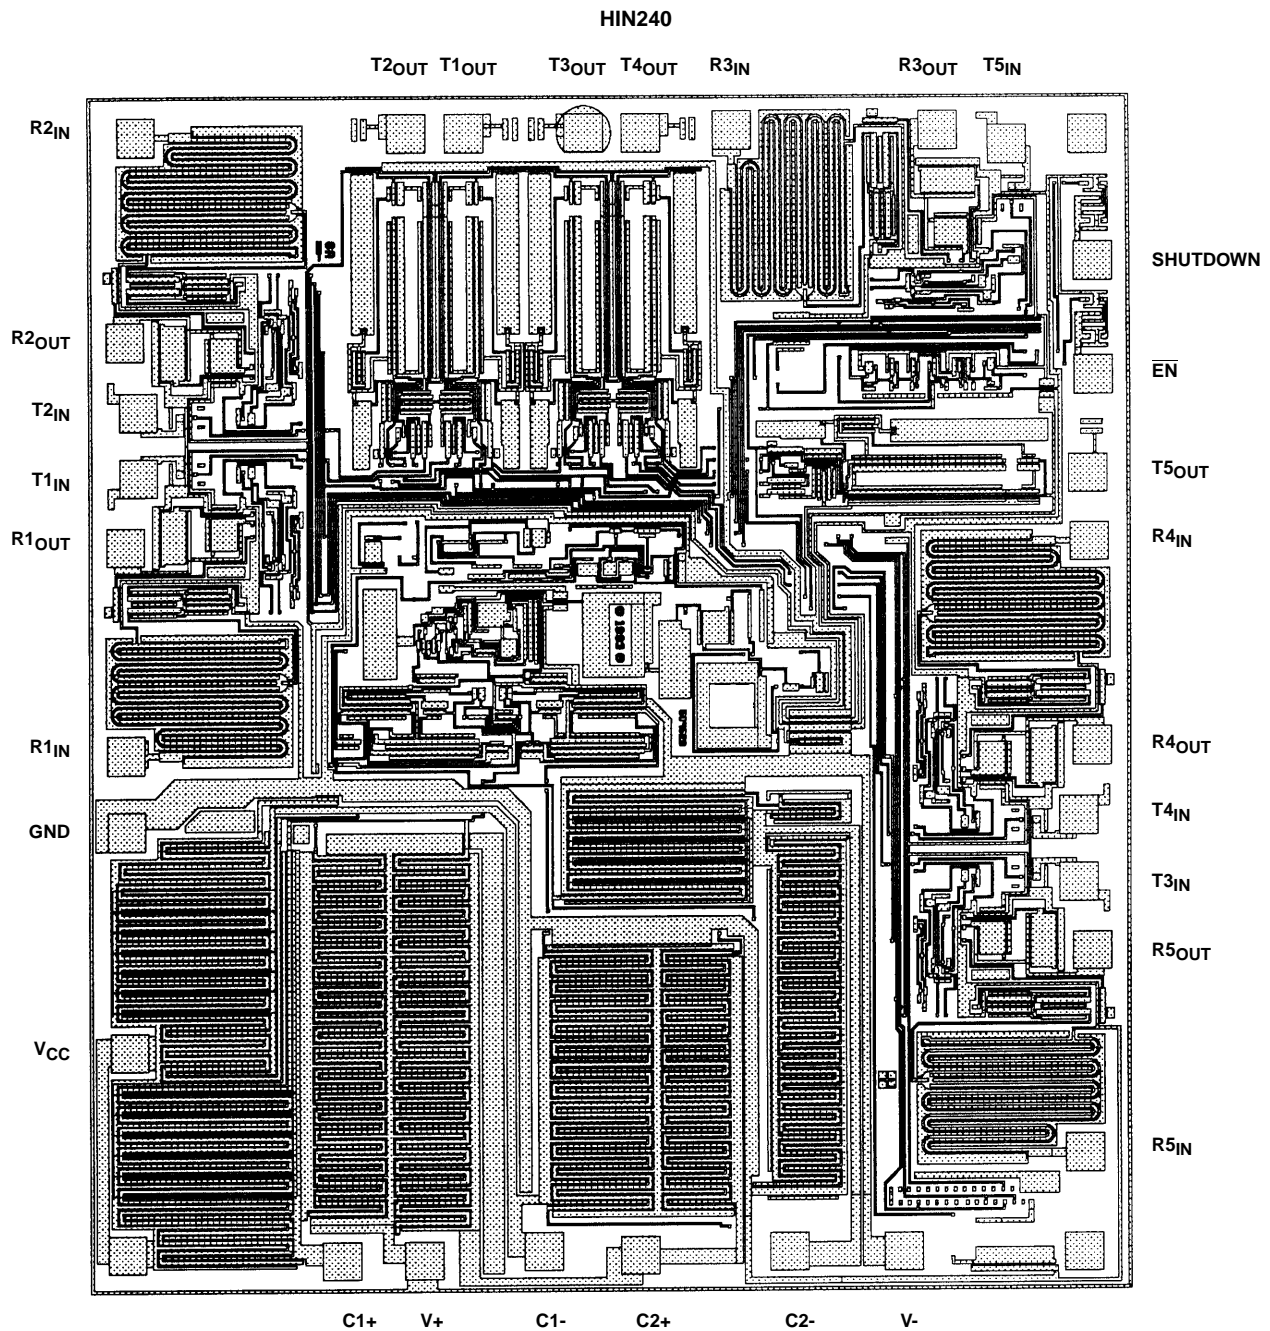 HIN240
T2OUT T1OUT T3OUT T4OUT R3IN R3OUT T5IN
R2IN
SHUTDOWN
R2OUT
EN
T2IN
T5OUT
T1IN
R4IN
R1OUT
© 1993 ®
R1IN
R4OUT
GND
T4IN
T3IN
R5OUT
VCC
R5IN
C1+ V+ C1- C2+ C2- V-